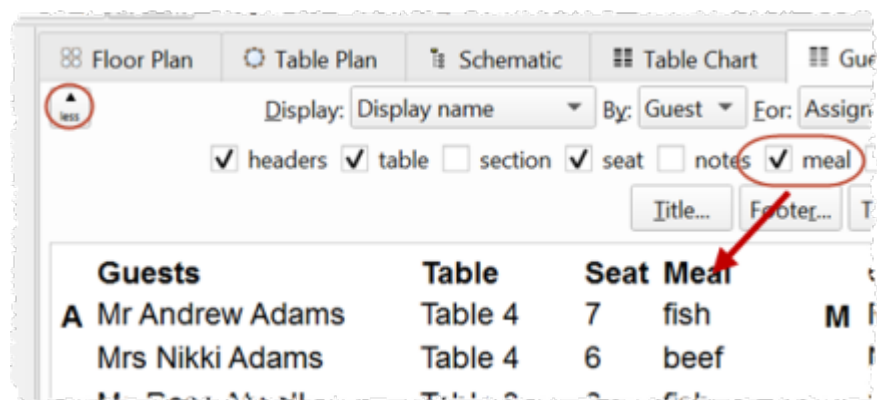 Floor Plan Table Plan Schematic Table Chart
less Display: Display name By: Guest For:
headers table section seat notes meal
Title... Footer...
Guests Table Seat Meal
A Mr Andrew Adams Table 4 7 fish M
Mrs Nikki Adams Table 4 6 beef